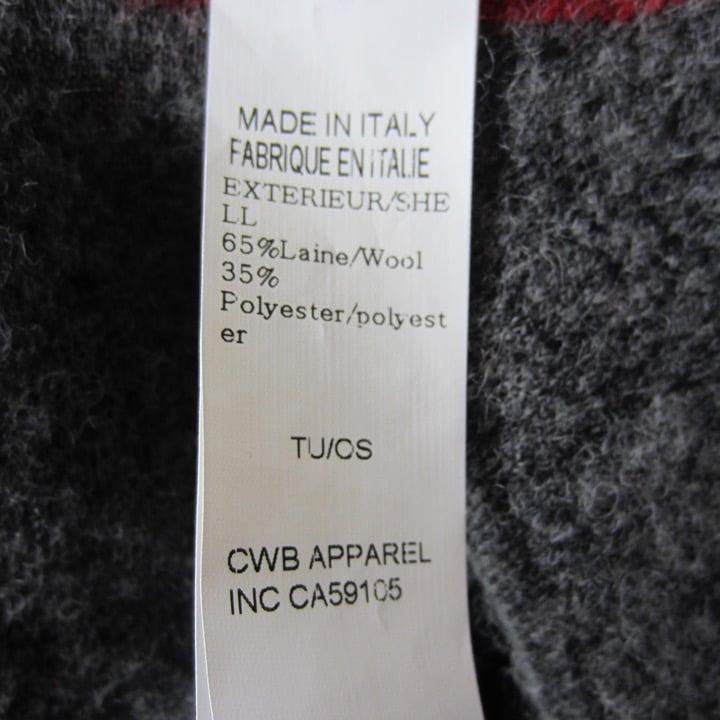 MADE IN ITALY
FABRIQUE EN ITALIE
EXTERIEUR/SHE
LL
65%Laine/Wool
35%
Polyester/polyest
er
TU/OS
CWB APPAREL
INC CA59105